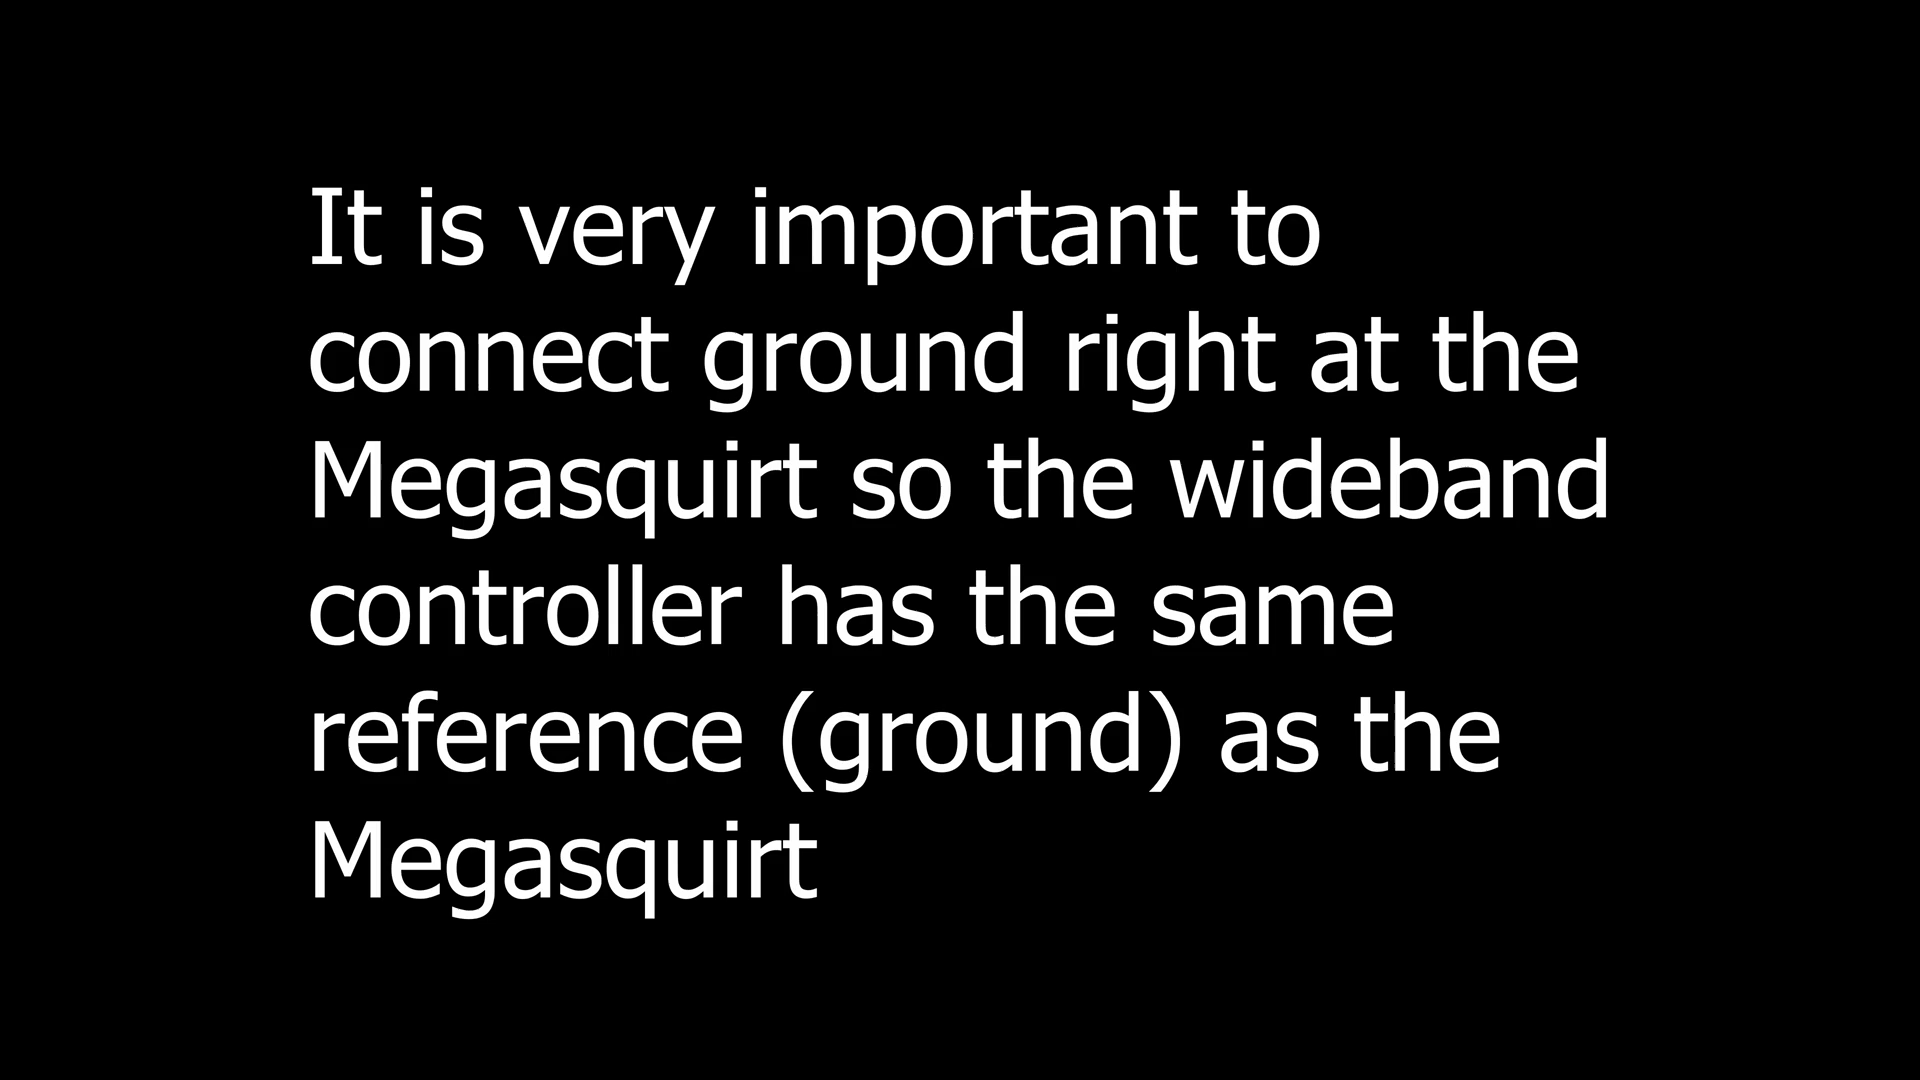 It is very important to
connect ground right at the
Megasquirt so the wideband
controller has the same
reference (ground) as the
Megasquirt